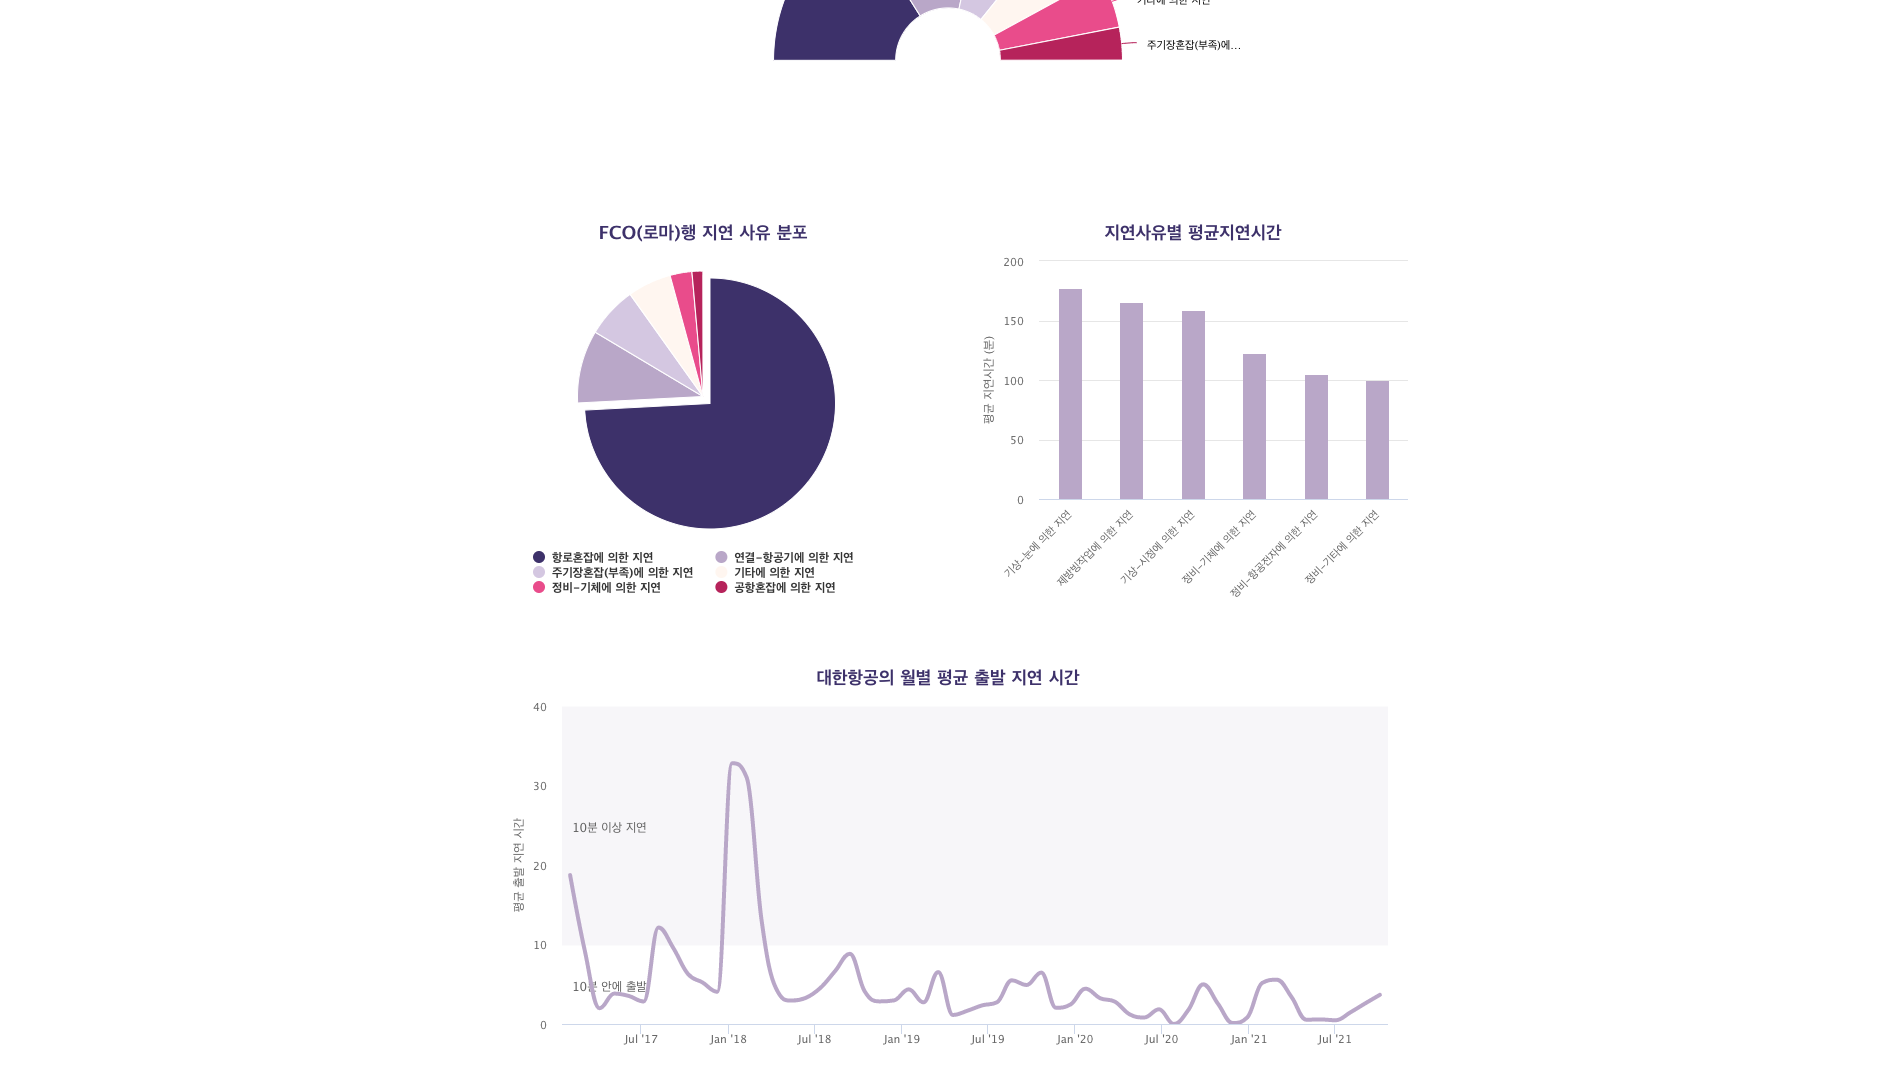 기타에 의한 지연
주기장혼잡(부족)에...
FCO(로마)행 지연 사유 분포
항로혼잡에 의한 지연
연결-항공기에 의한 지연
주기장혼잡(부족)에 의한 지연
기타에 의한 지연
정비-기체에 의한 지연
공항혼잡에 의한 지연
지연사유별 평균지연시간
평균 지연시간 (분)
200
150
100
50
0
기상-눈에 의한 지연
제방빙작업에 의한 지연
기상-시정에 의한 지연
정비-기체에 의한 지연
정비-항공전자에 의한 지연
정비-기타에 의한 지연
대한항공의 월별 평균 출발 지연 시간
평균 출발 지연 시간
40
30
20
10
0
10분 이상 지연
10분 안에 출발
Jul '17
Jan '18
Jul '18
Jan '19
Jul '19
Jan '20
Jul '20
Jan '21
Jul '21